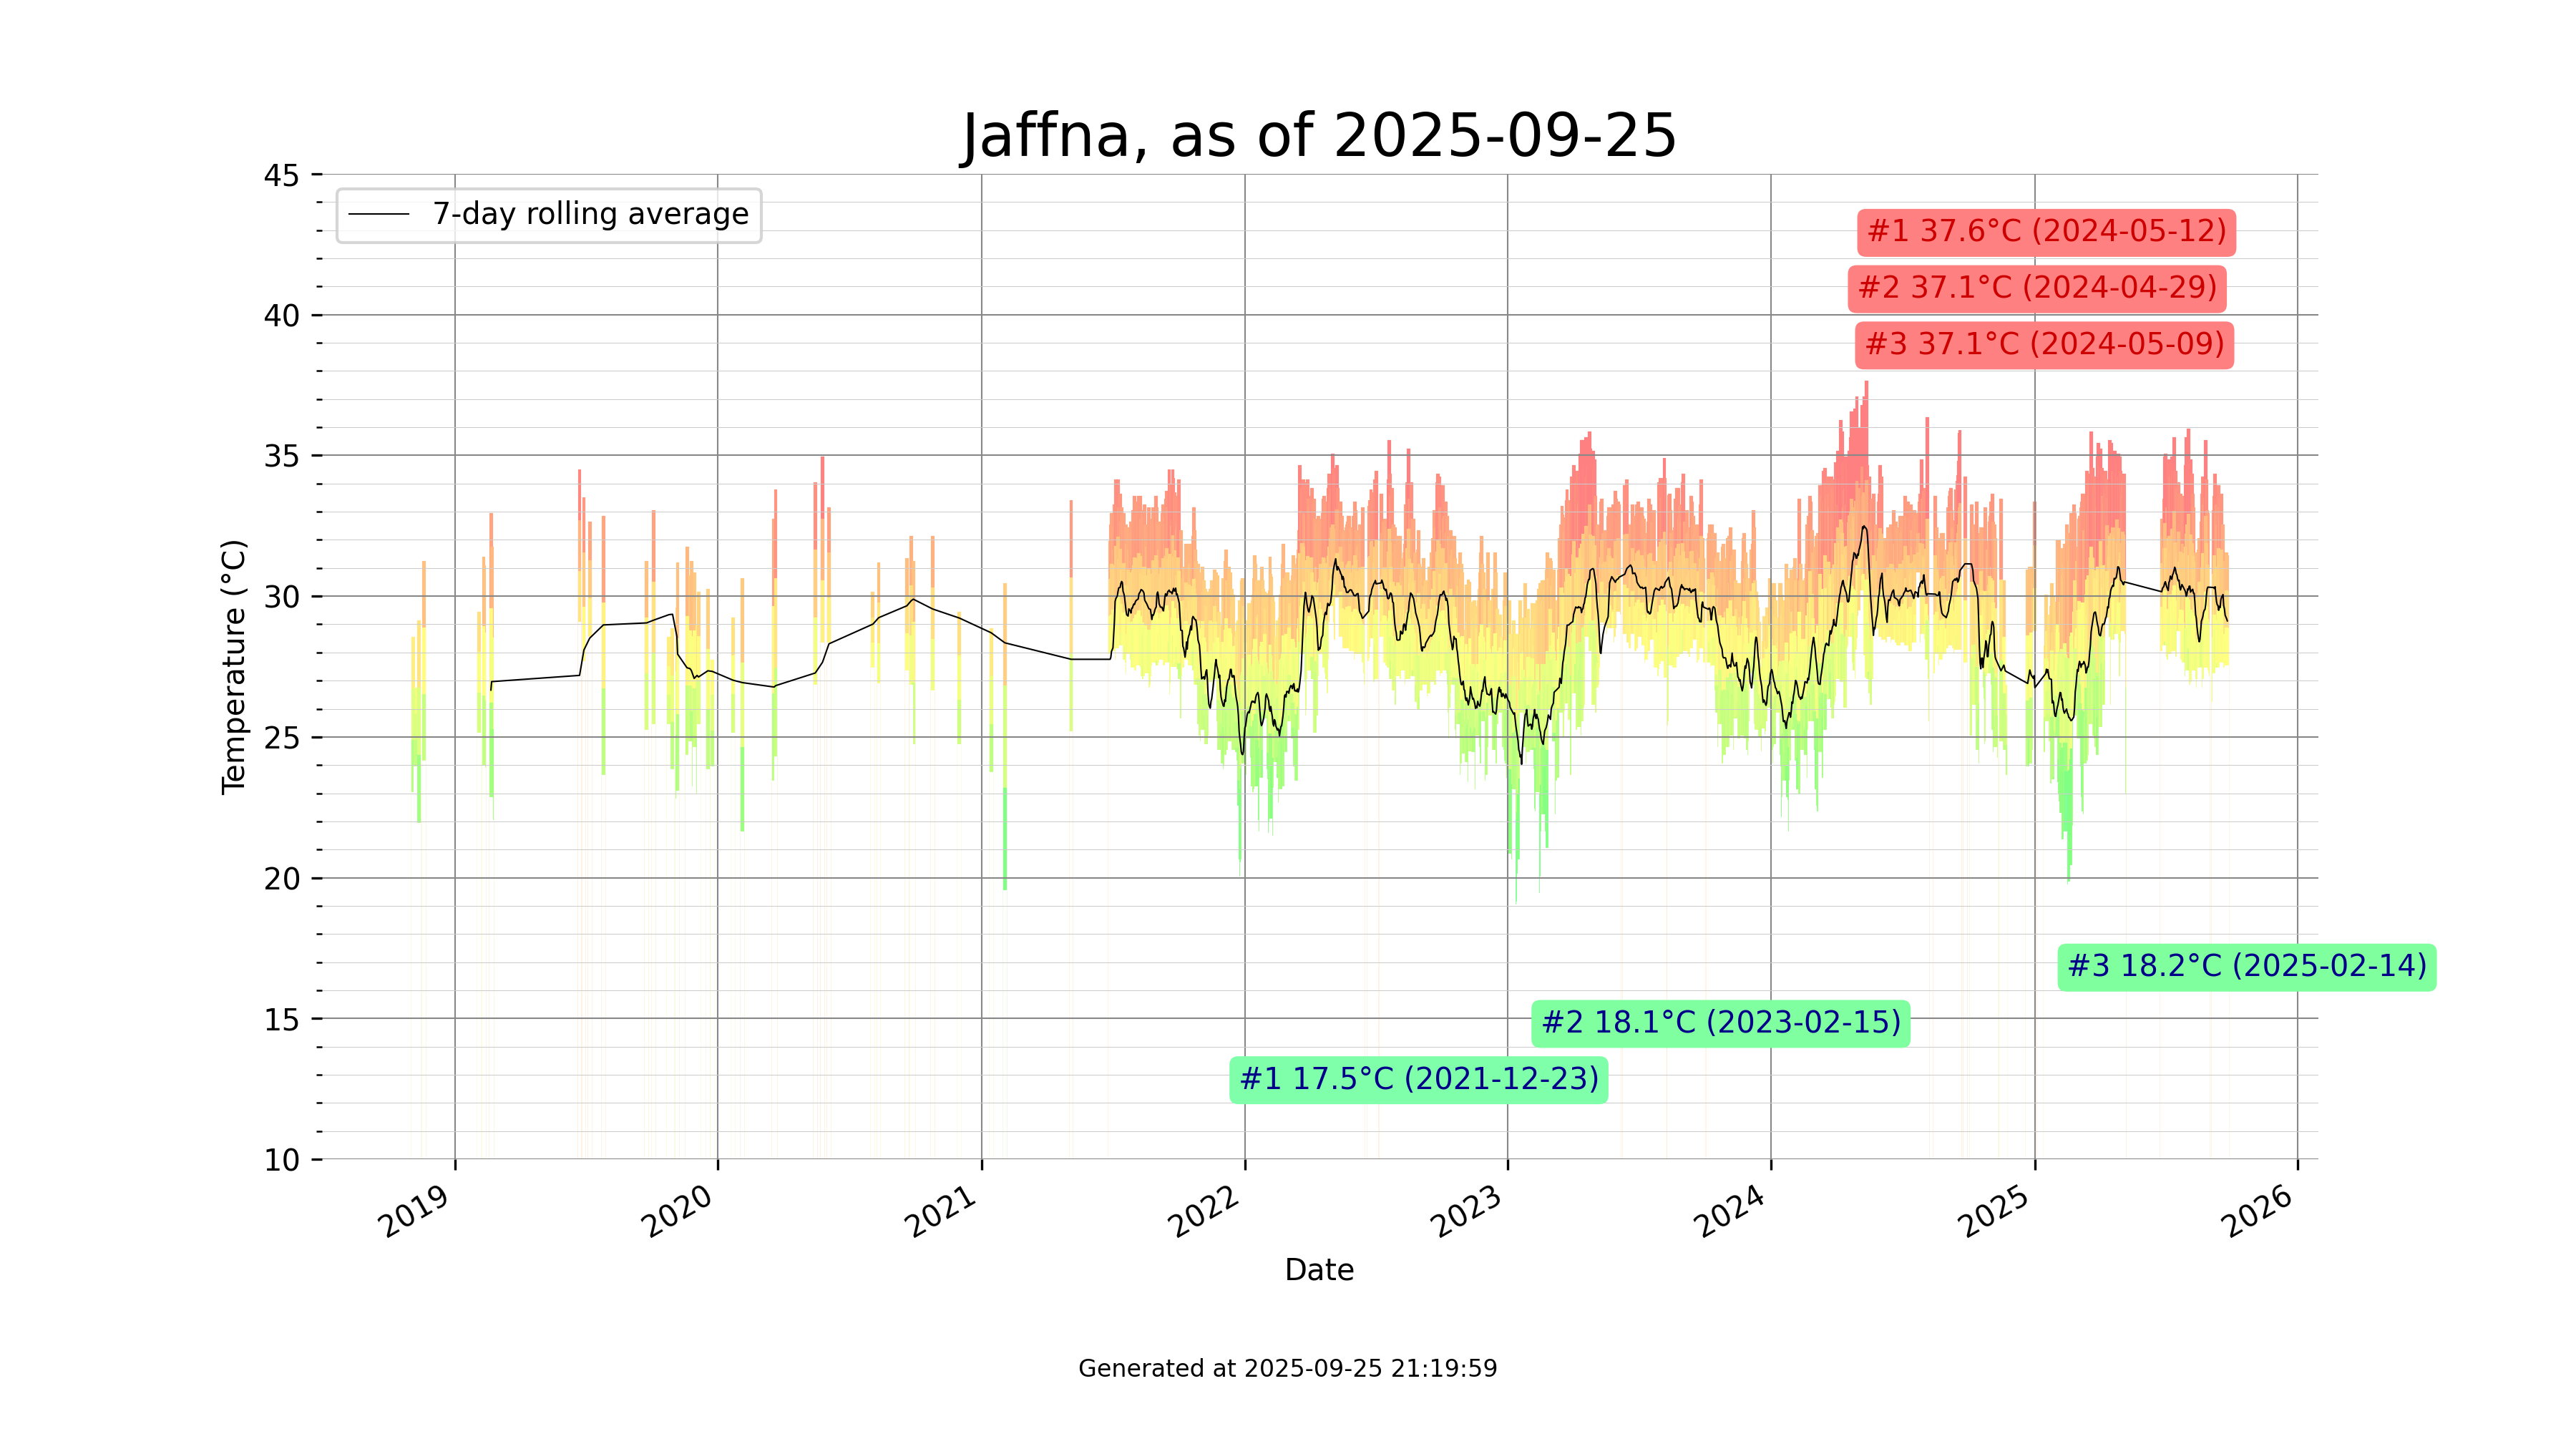 Jaffna, as of 2025-09-25
45
7-day rolling average
#1 37.6°C (2024-05-12)
#2 37.1°C (2024-04-29)
40
#3 37.1°C (2024-05-09)
35
30
Temperature (°C)
25
20
#3 18.2°C (2025-02-14)
15
#2 18.1°C (2023-02-15)
#1 17.5°C (2021-12-23)
10
2019
2020
2021
2022
2023
2024
2025
2026
Date
Generated at 2025-09-25 21:19:59